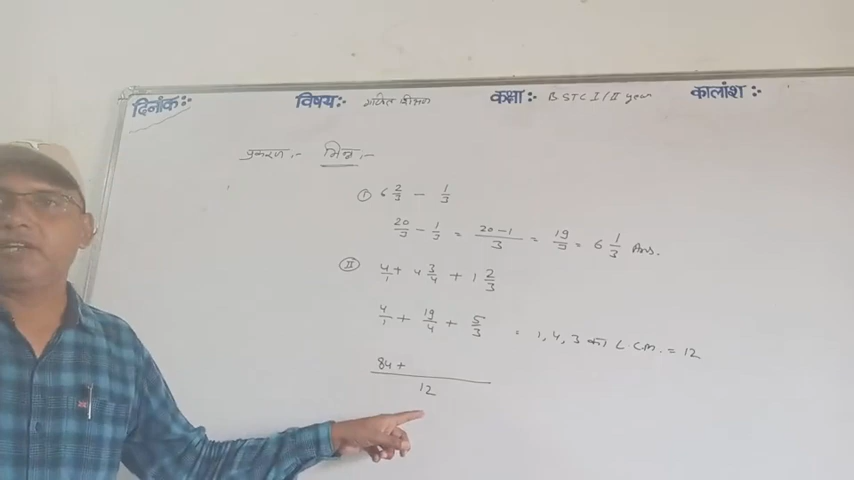 दिनांक :- विषय :- गणित शिक्षण कक्षा :- BSTC I/II year कालांश :-
प्रकरण :- भिन्न :-
(I) 6 2/3 - 1/3
20/3 - 1/3 = 20-1/3 = 19/3 = 6 1/3 Ans.
(II) 4/1 + 4 3/4 + 1 2/3
4/1 + 19/4 + 5/3 = 1, 4, 3 का L C.M. = 12
84 +
12